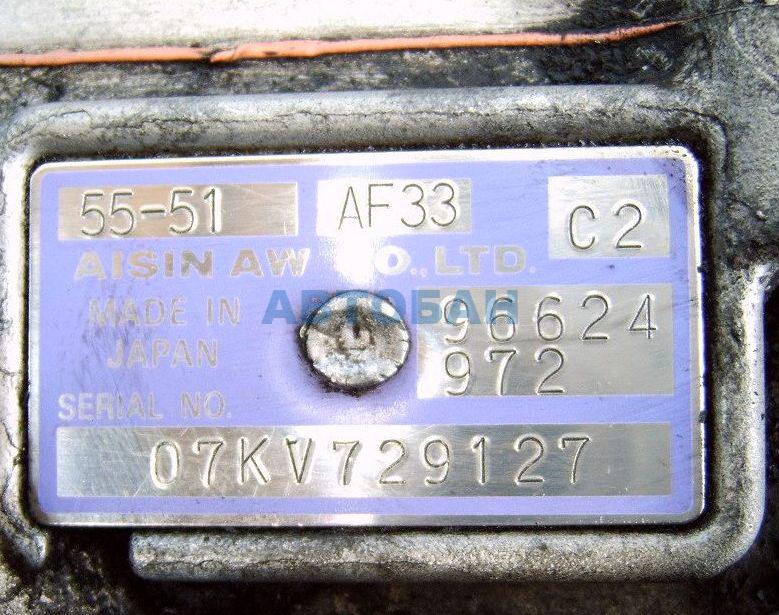 55-51 AF33 C2
AISIN AW CO., LTD.
MADE IN
JAPAN
АВТОБАН
96624
972
SERIAL NO.
07KV729127